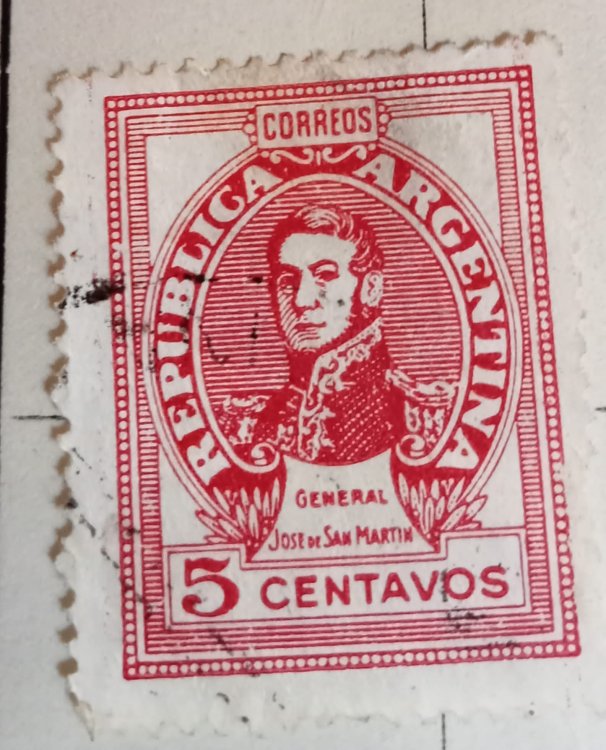 CORREOS
REPUBLICA ARGENTINA
GENERAL
JOSE DE SAN MARTIN
5 CENTAVOS